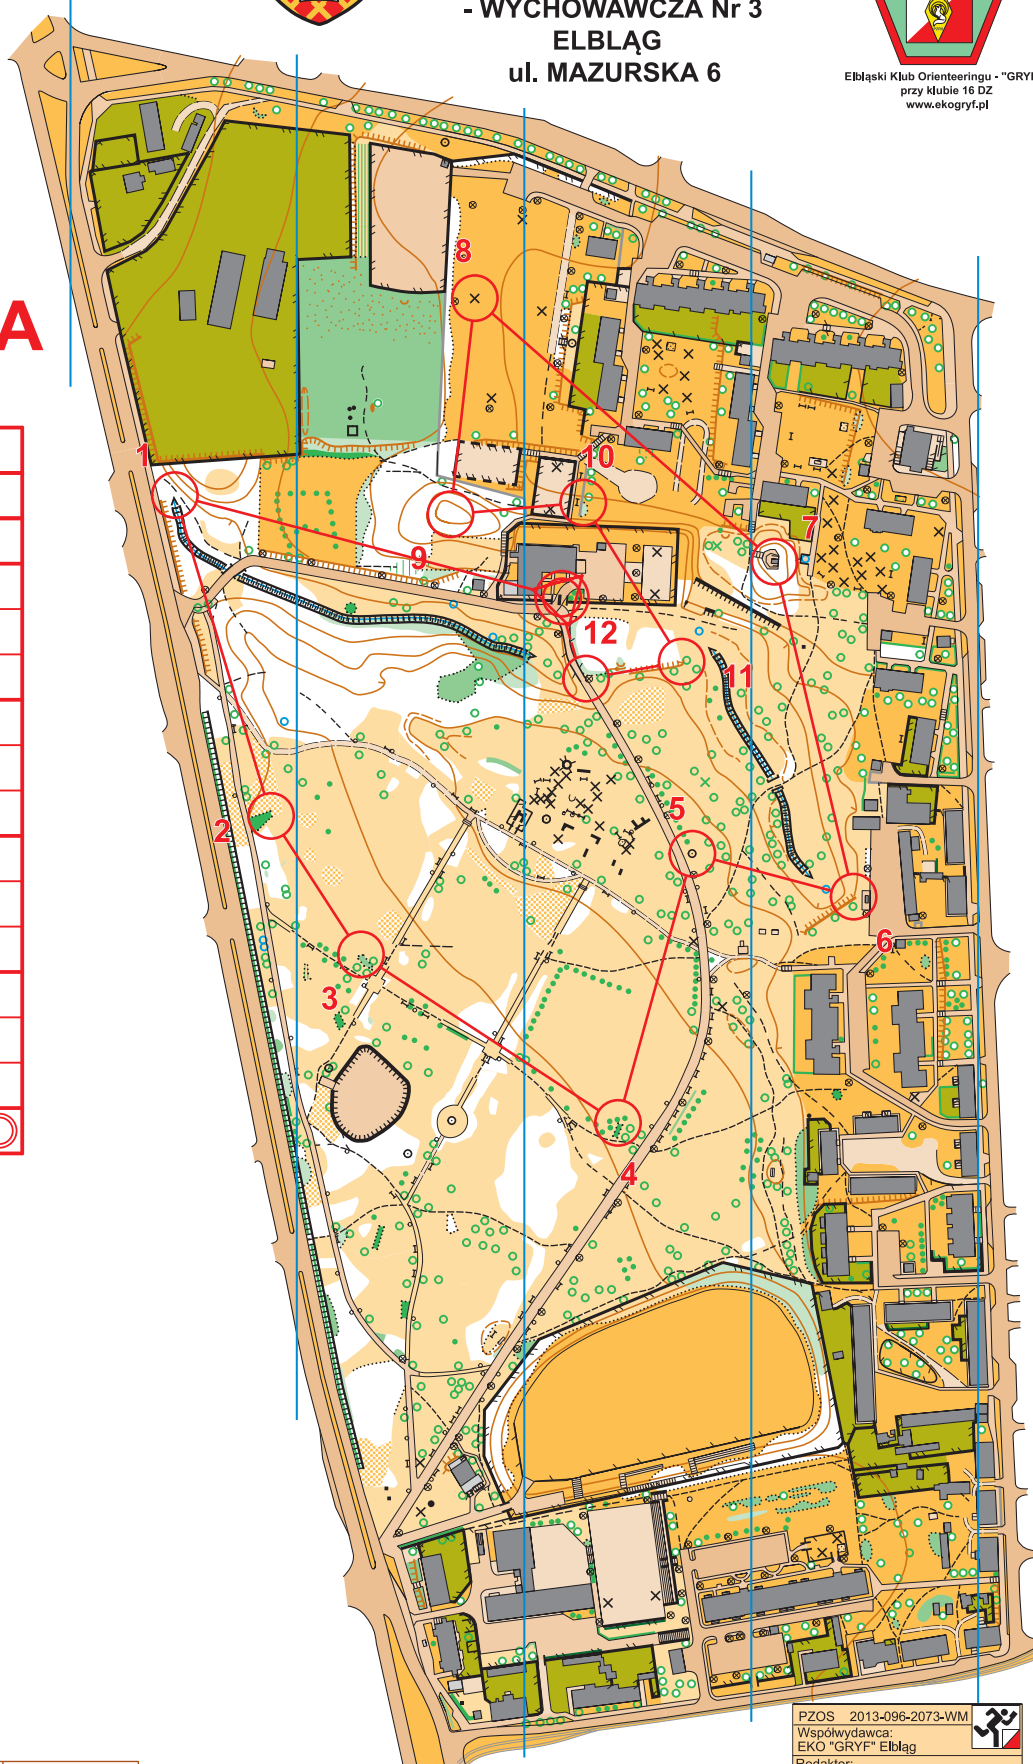 - WYCHOWAWCZA Nr 3
ELBLĄG
ul. MAZURSKA 6
Elbląski Klub Orienteeringu - "GRYF
przy klubie 16 DZ
www.ekogryf.pl
A
8
1
10
7
9
12
11
5
2
6
3
4
PZOS 2013-096-2073-WM
Współwydawca:
EKO "GRYF" Elbląg
Redaktor: